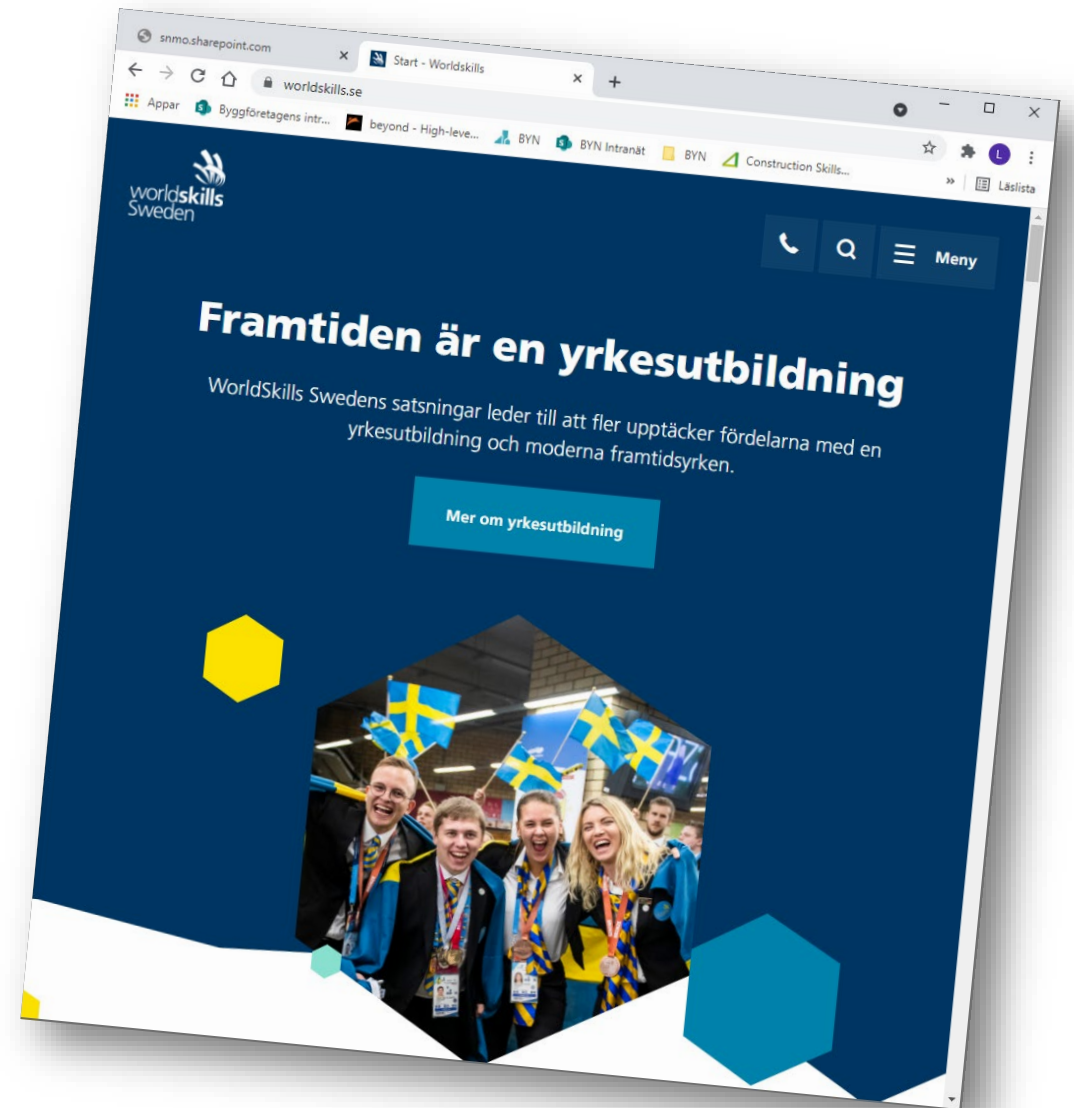 snmo.sharepoint.com
Start - Worldskills
worldskills.se
Appar
Byggföretagens intr...
beyond - High-leve...
BYN
BYN Intranät
BYN
Construction Skills...
»
Läslista
L
worldskills
Sweden
Meny
Framtiden är en yrkesutbildning
WorldSkills Swedens satsningar leder till att fler upptäcker fördelarna med en
yrkesutbildning och moderna framtidsyrken.
Mer om yrkesutbildning